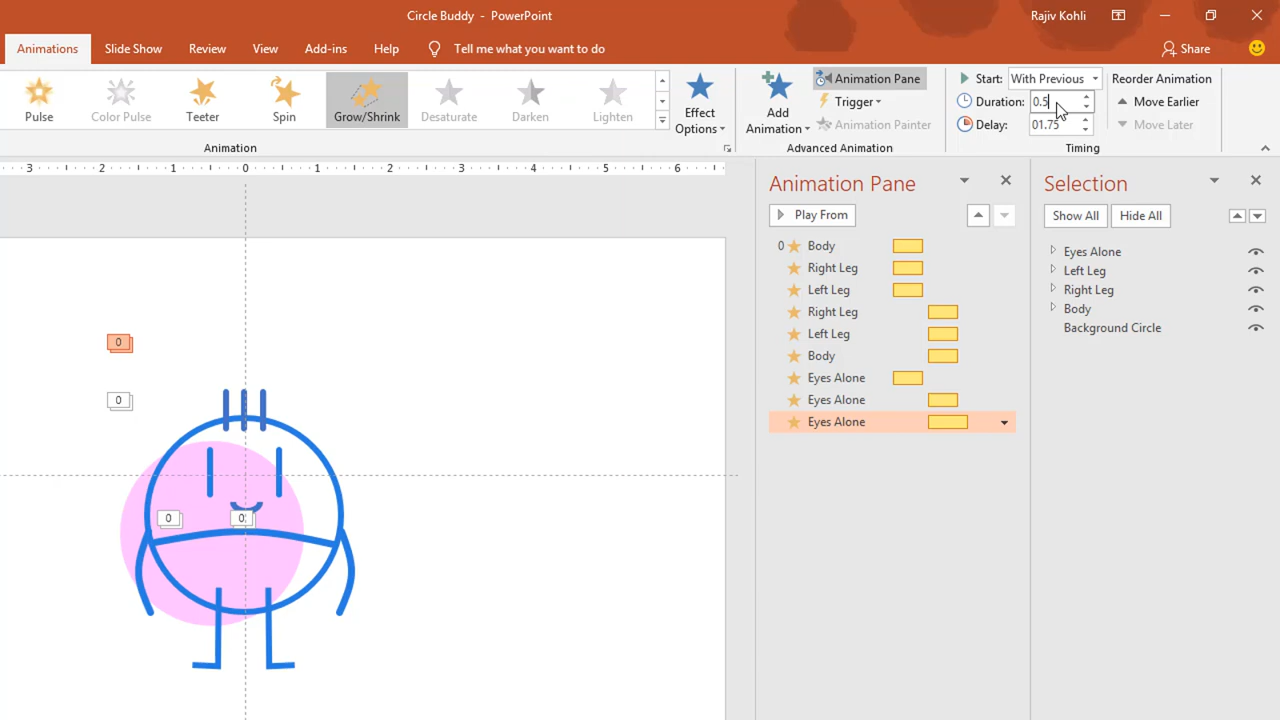 Circle Buddy - PowerPoint
Rajiv Kohli
Animations Slide Show Review View Add-ins Help Tell me what you want to do Share
Pulse Color Pulse Teeter Spin Grow/Shrink Desaturate Darken Lighten
Effect Options
Add Animation
Animation Pane
Trigger
Animation Painter
Start: With Previous
Duration: 0.5
Delay: 01.75
Reorder Animation
Move Earlier
Move Later
Animation
Advanced Animation
Timing
3 2 1 0 1 2 3 4 5 6
Animation Pane
Play From
0 Body
Right Leg
Left Leg
Right Leg
Left Leg
Body
Eyes Alone
Eyes Alone
Eyes Alone
Selection
Show All Hide All
Eyes Alone
Left Leg
Right Leg
Body
Background Circle
0
0
0
0